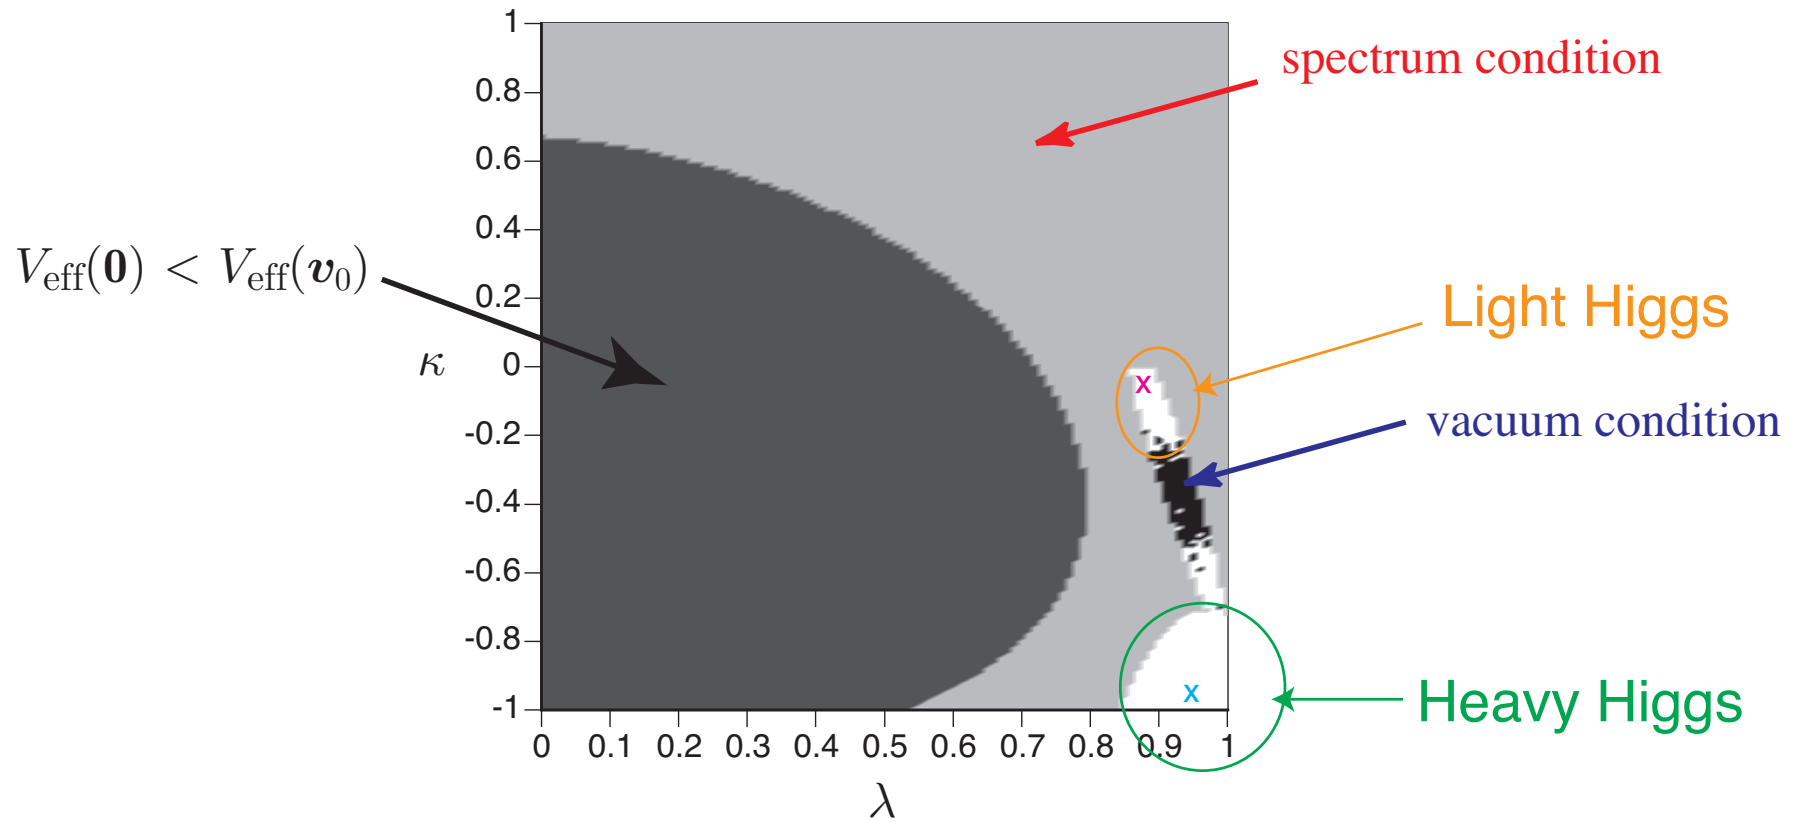 1
spectrum condition
0.8
0.6
0.4
V_eff(𝟎) < V_eff(𝒗_0)
0.2
Light Higgs
κ
0
x
-0.2
vacuum condition
-0.4
-0.6
-0.8
x
Heavy Higgs
-1
0 0.1 0.2 0.3 0.4 0.5 0.6 0.7 0.8 0.9 1
λ